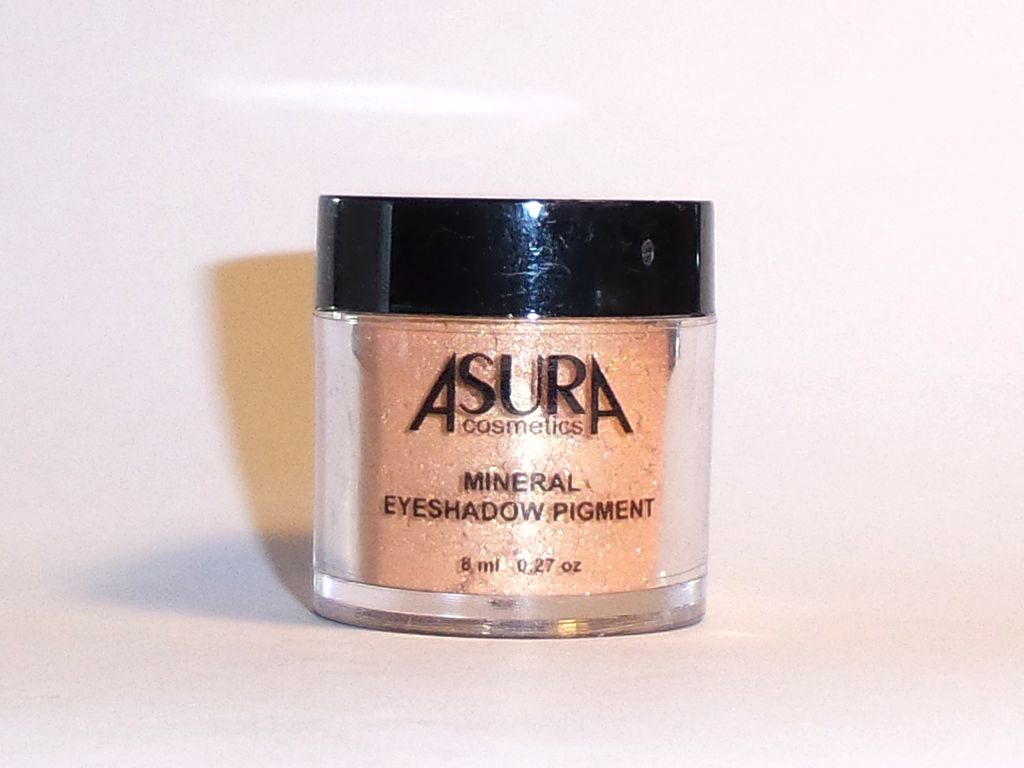 ASURA
cosmetics
MINERAL
EYESHADOW PIGMENT
8 ml 0.27 oz